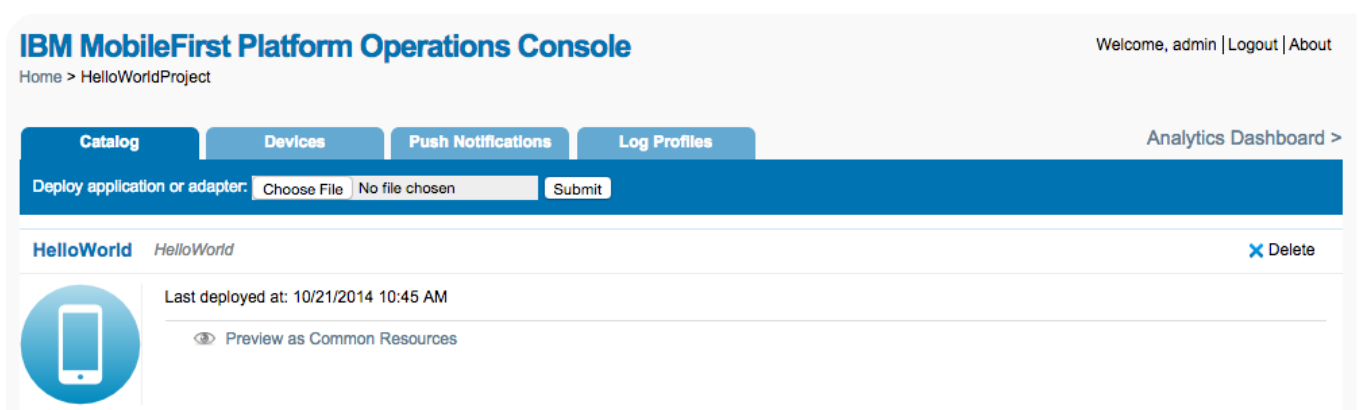 IBM MobileFirst Platform Operations Console
Welcome, admin | Logout | About
Home > HelloWorldProject
Catalog Devices Push Notifications Log Profiles Analytics Dashboard >
Deploy application or adapter: Choose File No file chosen Submit
HelloWorld HelloWorld Delete
Last deployed at: 10/21/2014 10:45 AM
Preview as Common Resources